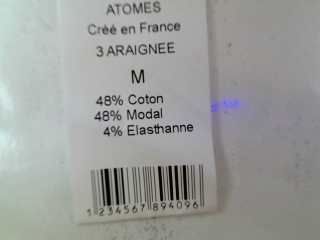 ATOMES
Créé en France
3 ARAIGNEE
M
48% Coton
48% Modal
4% Elasthanne
1 234567 894096